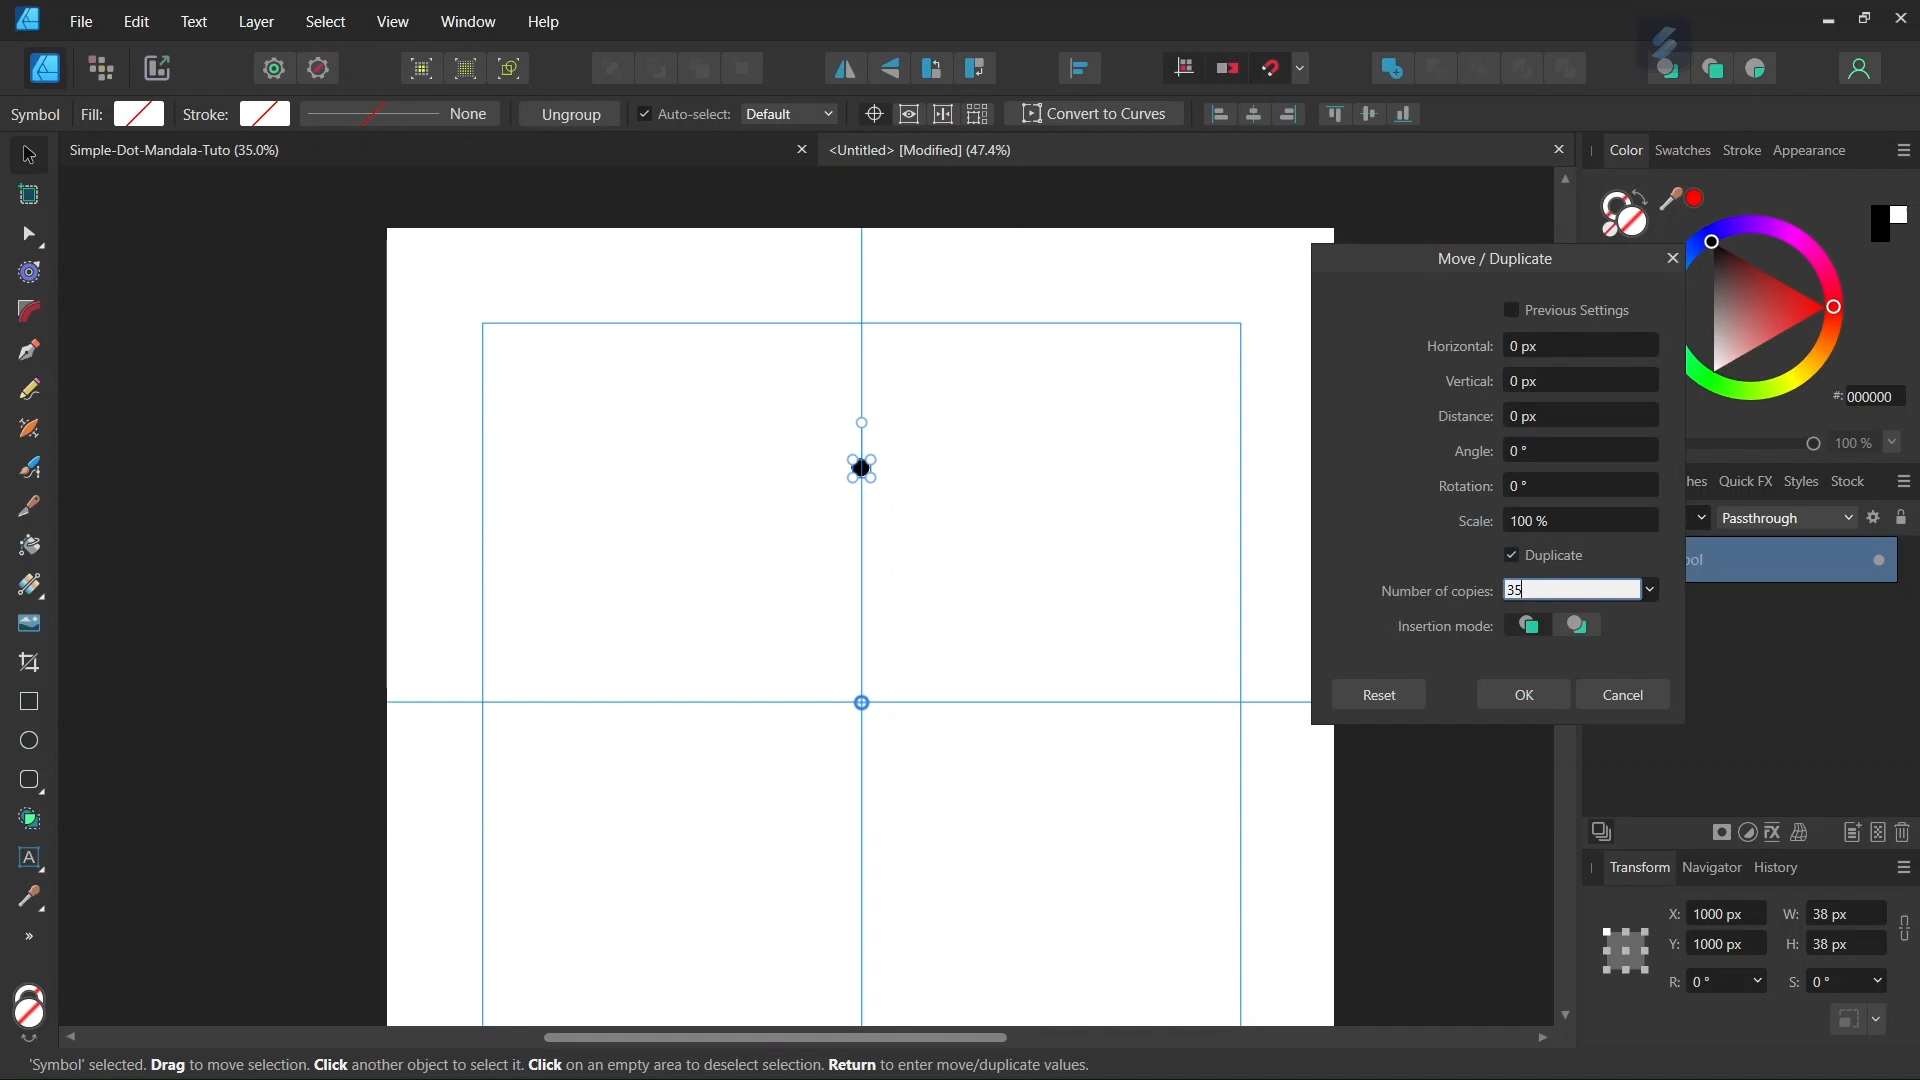 File Edit Text Layer Select View Window Help
Symbol Fill: Stroke: None Ungroup Auto-select: Default Convert to Curves
Simple-Dot-Mandala-Tuto (35.0%) <Untitled> [Modified] (47.4%)
Color Swatches Stroke Appearance
Move / Duplicate
Previous Settings
Horizontal: 0 px
Vertical: 0 px
Distance: 0 px
Angle: 0 °
Rotation: 0 °
Scale: 100 %
Duplicate
Number of copies: 35
Insertion mode:
Reset OK Cancel
#: 000000
100 %
hes Quick FX Styles Stock
Passthrough
bol
Transform Navigator History
X: 1000 px W: 38 px
Y: 1000 px H: 38 px
R: 0 ° S: 0 °
'Symbol' selected. Drag to move selection. Click another object to select it. Click on an empty area to deselect selection. Return to enter move/duplicate values.